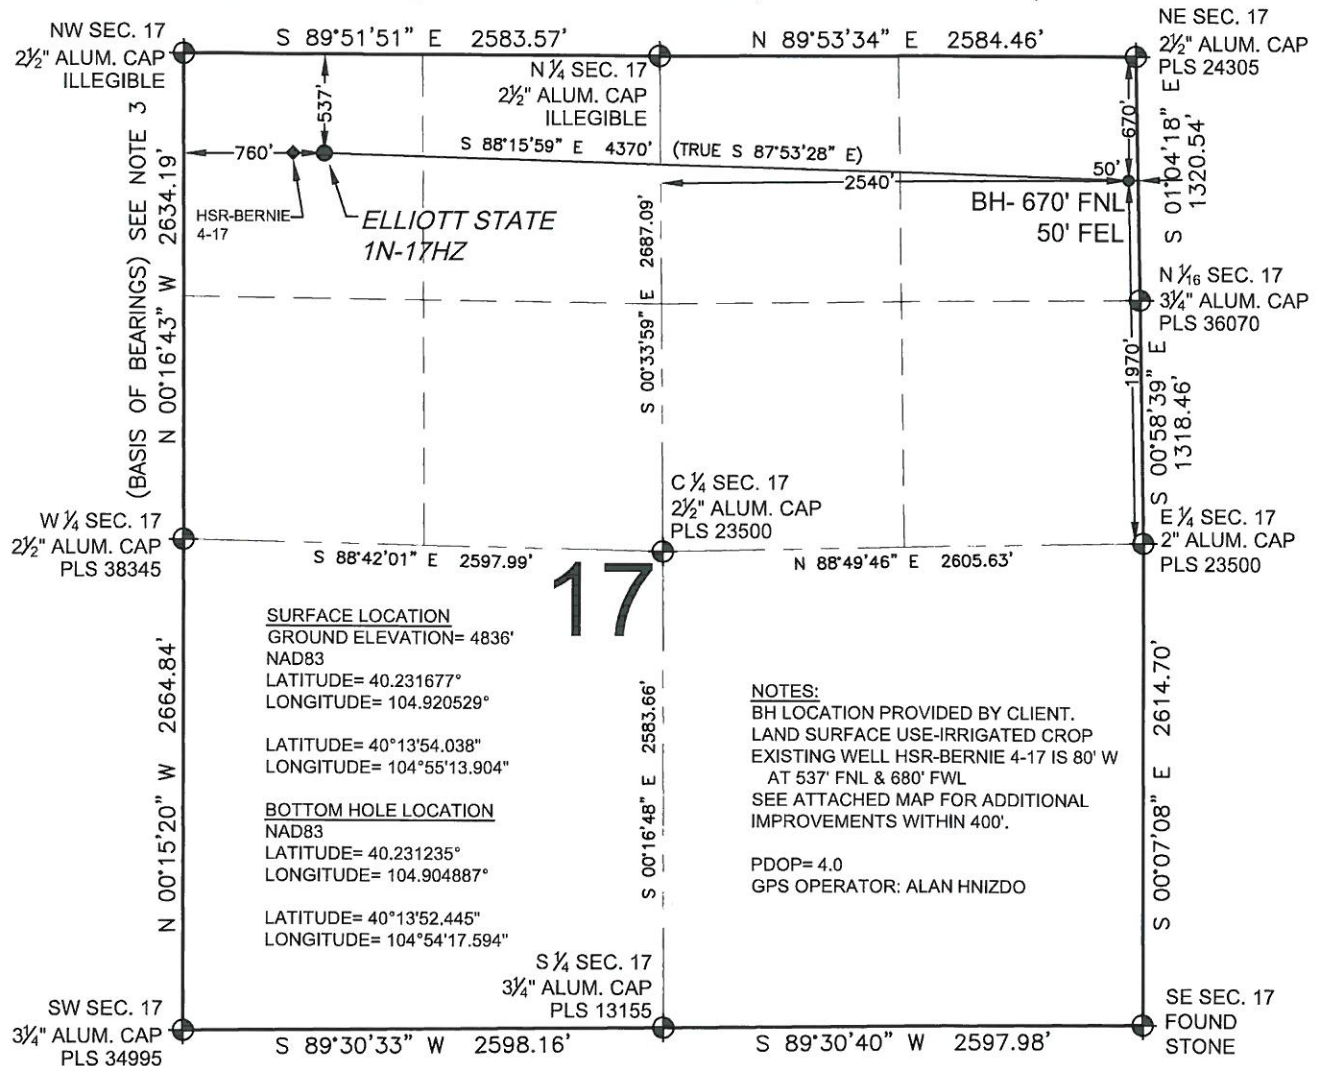 NW SEC. 17
2½" ALUM. CAP
ILLEGIBLE
S 89°51'51" E 2583.57'
N ¼ SEC. 17
2½" ALUM. CAP
ILLEGIBLE
N 89°53'34" E 2584.46'
NE SEC. 17
2½" ALUM. CAP
PLS 24305
(BASIS OF BEARINGS) SEE NOTE 3
N 00°16'43" W 2634.19'
537'
760'
HSR-BERNIE
4-17
ELLIOTT STATE
1N-17HZ
S 88°15'59" E 4370' (TRUE S 87°53'28" E)
2540'
50'
670'
BH- 670' FNL
50' FEL
S 01°04'18" E
1320.54'
N 1⁄16 SEC. 17
3¼" ALUM. CAP
PLS 36070
S 00°33'59" E 2687.09'
1970'
S 00°58'39" E
1318.46'
W ¼ SEC. 17
2½" ALUM. CAP
PLS 38345
C ¼ SEC. 17
2½" ALUM. CAP
PLS 23500
E ¼ SEC. 17
2" ALUM. CAP
PLS 23500
S 88°42'01" E 2597.99'
N 88°49'46" E 2605.63'
17
SURFACE LOCATION
GROUND ELEVATION= 4836'
NAD83
LATITUDE= 40.231677°
LONGITUDE= 104.920529°
LATITUDE= 40°13'54.038"
LONGITUDE= 104°55'13.904"
BOTTOM HOLE LOCATION
NAD83
LATITUDE= 40.231235°
LONGITUDE= 104.904887°
LATITUDE= 40°13'52.445"
LONGITUDE= 104°54'17.594"
N 00°15'20" W 2664.84'
S 00°16'48" E 2583.66'
NOTES:
BH LOCATION PROVIDED BY CLIENT.
LAND SURFACE USE-IRRIGATED CROP
EXISTING WELL HSR-BERNIE 4-17 IS 80' W
AT 537' FNL & 680' FWL
SEE ATTACHED MAP FOR ADDITIONAL
IMPROVEMENTS WITHIN 400'.
PDOP= 4.0
GPS OPERATOR: ALAN HNIZDO
S 00°07'08" E 2614.70'
SW SEC. 17
3¼" ALUM. CAP
PLS 34995
S 89°30'33" W 2598.16'
S ¼ SEC. 17
3¼" ALUM. CAP
PLS 13155
S 89°30'40" W 2597.98'
SE SEC. 17
FOUND
STONE